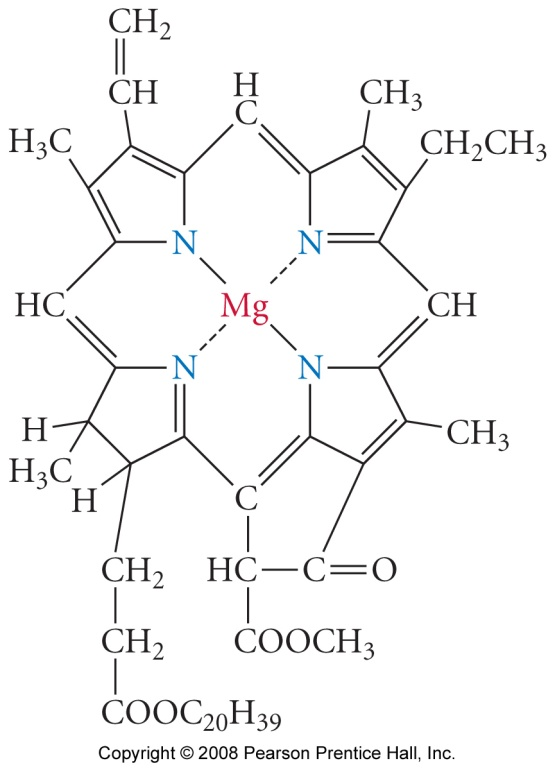 CH₂
CH
H
C
CH₃
H₃C
CH₂CH₃
N
N
HC
Mg
CH
N
N
H
CH₃
H₃C
H
C
CH₂
HC
C
O
CH₂
COOCH₃
COOC₂₀H₃₉
Copyright © 2008 Pearson Prentice Hall, Inc.